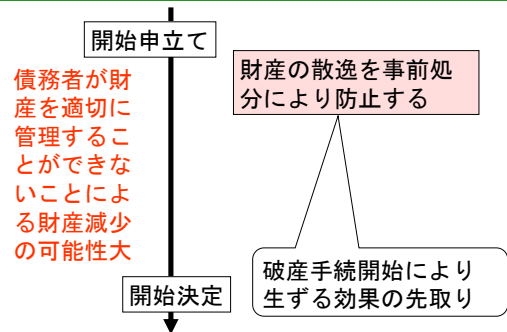 開始申立て
債務者が財
産を適切に
管理するこ
とができな
いことによ
る財産減少
の可能性大
財産の散逸を事前処
分により防止する
破産手続開始により
生ずる効果の先取り
開始決定